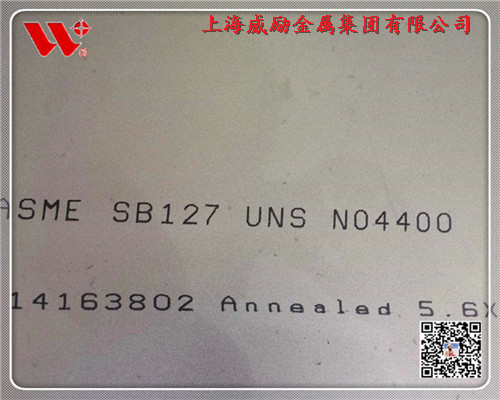 上海威励金属集团有限公司
ASME SB127 UNS N04400
14163802 Annealed 5.6X